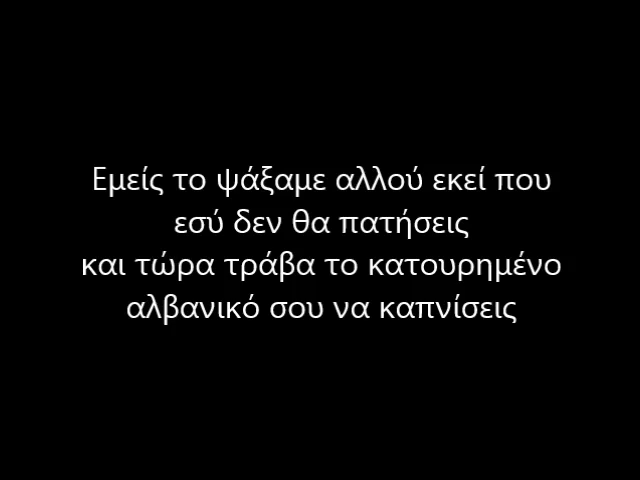 Εμείς το ψάξαμε αλλού εκεί που
εσύ δεν θα πατήσεις
και τώρα τράβα το κατουρημένο
αλβανικό σου να καπνίσεις